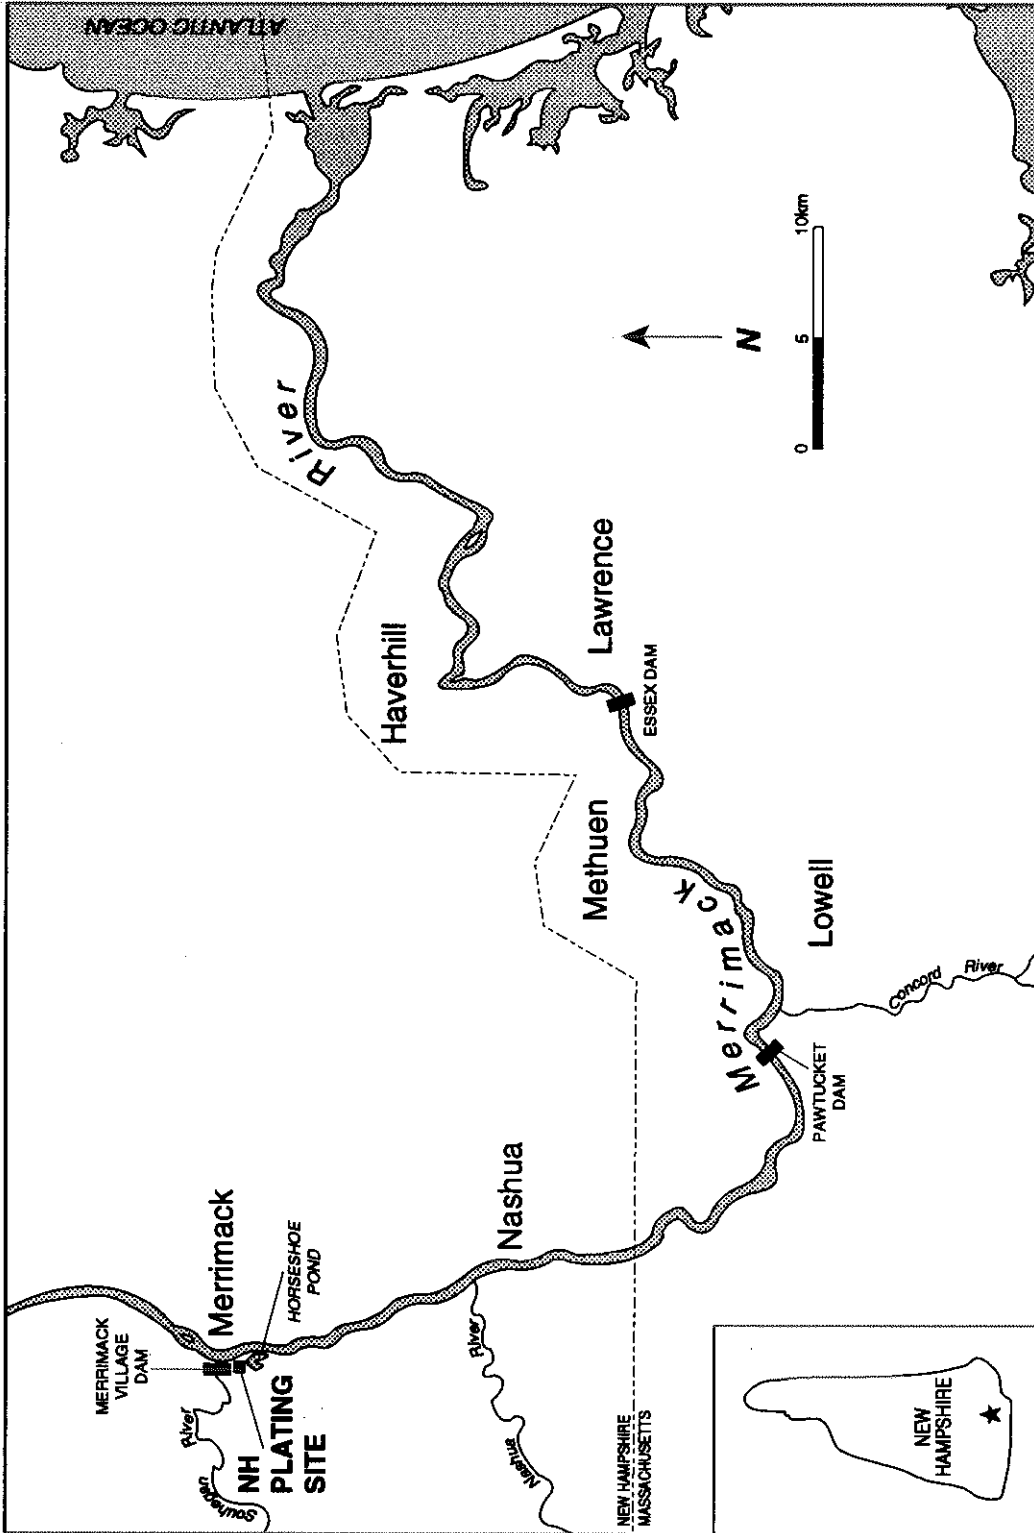 ATLANTIC OCEAN
MERRIMACK
VILLAGE
DAM
Merrimack
Souhegan
River
NH
PLATING
SITE
HORSESHOE
POND
Nashua
Nashua
River
NEW HAMPSHIRE
MASSACHUSETTS
Merrimack
River
Haverhill
Methuen
Lawrence
ESSEX DAM
Lowell
PAWTUCKET
DAM
Concord River
N
0 5 10km
NEW
HAMPSHIRE